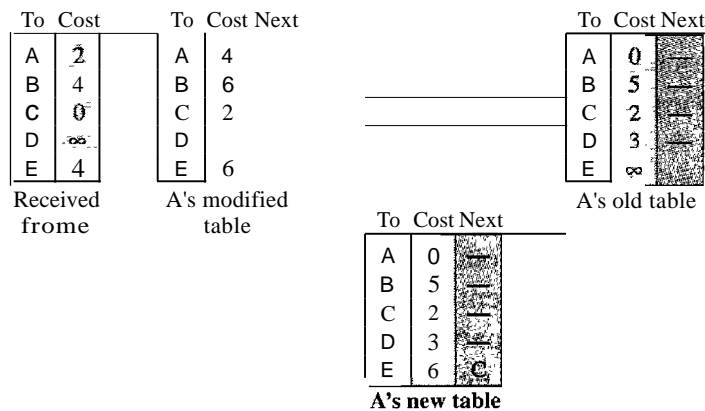 To Cost
A 2
B 4
C 0
D ∞
E 4
Received
frome
To Cost Next
A 4
B 6
C 2
D
E 6
A's modified
table
To Cost Next
A 0 —
B 5 —
C 2 —
D 3 —
E ∞
A's old table
To Cost Next
A 0 —
B 5 —
C 2 —
D 3 —
E 6 C
A's new table